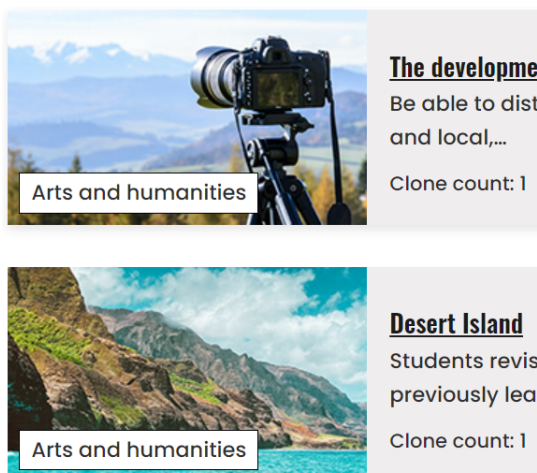 The developme
Be able to dist
and local,...
Clone count: 1
Arts and humanities
Desert Island
Students revis
previously lea
Clone count: 1
Arts and humanities